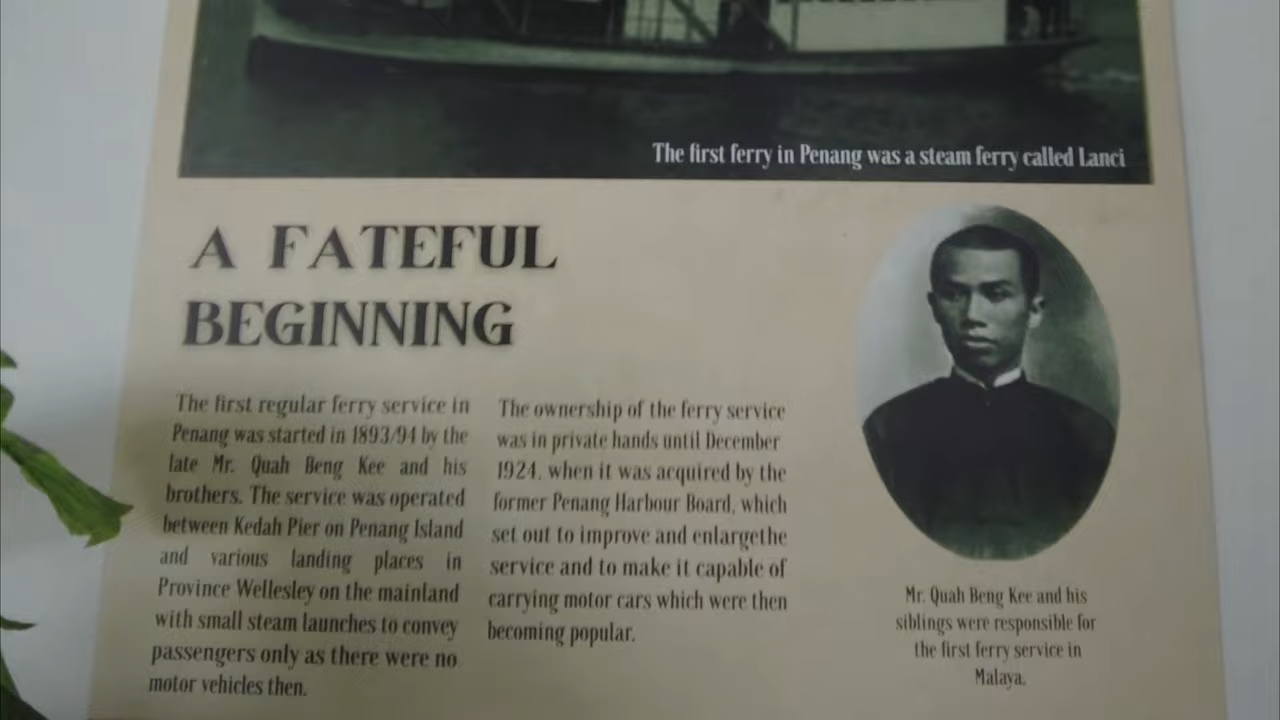 The first ferry in Penang was a steam ferry called Lanci
A FATEFUL
BEGINNING
The first regular ferry service in
Penang was started in 1893/94 by the
late Mr. Quah Beng Kee and his
brothers. The service was operated
between Kedah Pier on Penang Island
and various landing places in
Province Wellesley on the mainland
with small steam launches to convey
passengers only as there were no
motor vehicles then.
The ownership of the ferry service
was in private hands until December
1924, when it was acquired by the
former Penang Harbour Board, which
set out to improve and enlargethe
service and to make it capable of
carrying motor cars which were then
becoming popular.
Mr. Quah Beng Kee and his
siblings were responsible for
the first ferry service in
Malaya.